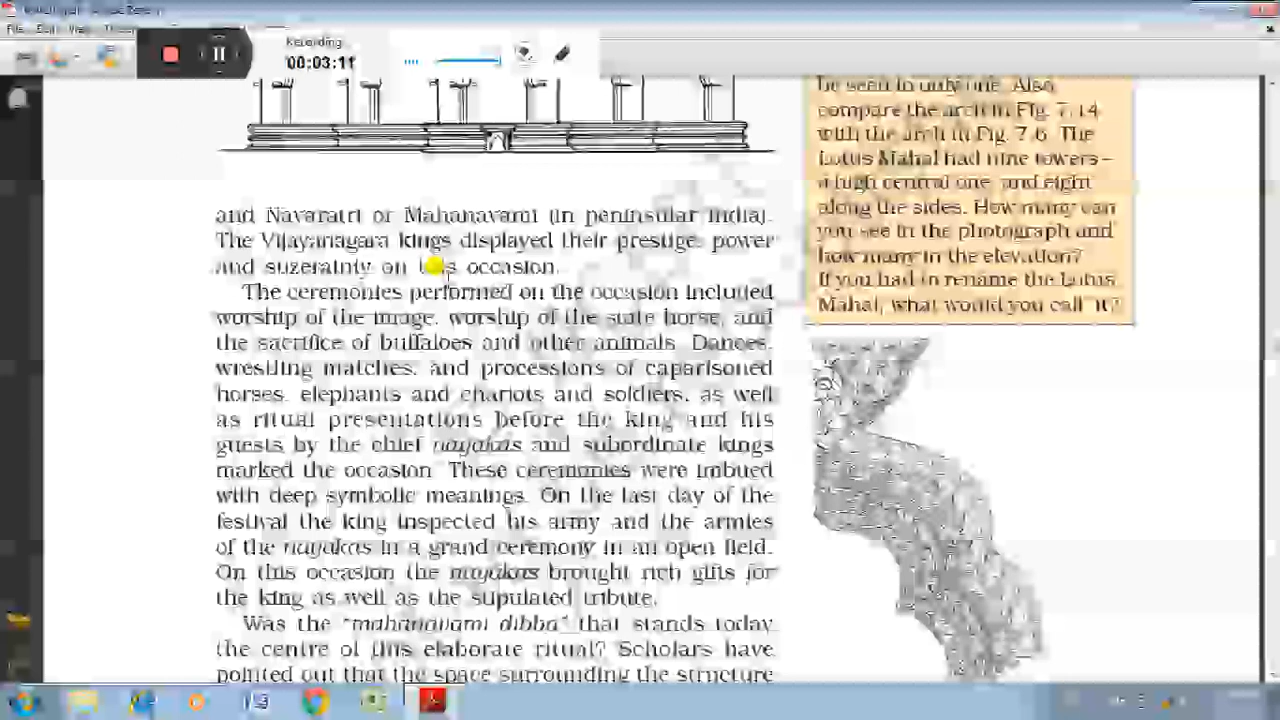 Recording
00:03:11
be seen in only one. Also
compare the arch in Fig. 7.14
with the arch in Fig. 7.6. The
Lotus Mahal had nine towers –
a high central one, and eight
along the sides. How many can
you see in the photograph and
how many in the elevation?
If you had to rename the Lotus
Mahal, what would you call it?
and Navaratri or Mahanavami (in peninsular India).
The Vijayanagara kings displayed their prestige, power
and suzerainty on this occasion.
The ceremonies performed on the occasion included
worship of the image, worship of the state horse, and
the sacrifice of buffaloes and other animals. Dances,
wrestling matches, and processions of caparisoned
horses, elephants and chariots and soldiers, as well
as ritual presentations before the king and his
guests by the chief nayakas and subordinate kings
marked the occasion. These ceremonies were imbued
with deep symbolic meanings. On the last day of the
festival the king inspected his army and the armies
of the nayakas in a grand ceremony in an open field.
On this occasion the nayakas brought rich gifts for
the king as well as the stipulated tribute.
Was the "mahanavami dibba" that stands today
the centre of this elaborate ritual? Scholars have
pointed out that the space surrounding the structure